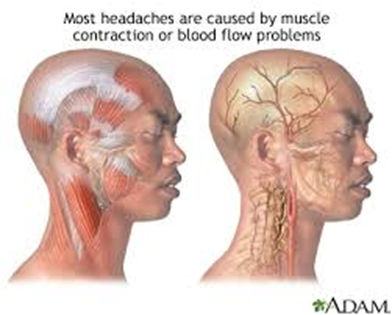 Most headaches are caused by muscle
contraction or blood flow problems
ADAM.